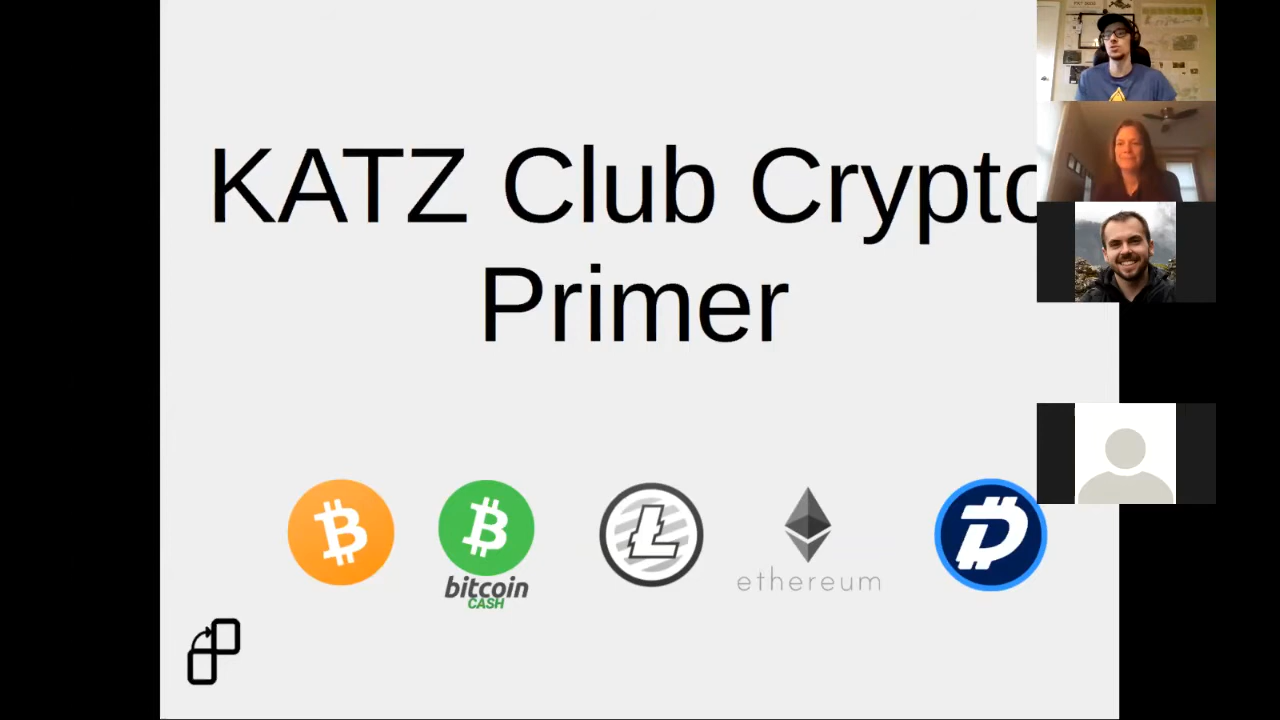 KATZ Club Crypto
Primer
bitcoin
CASH
ethereum